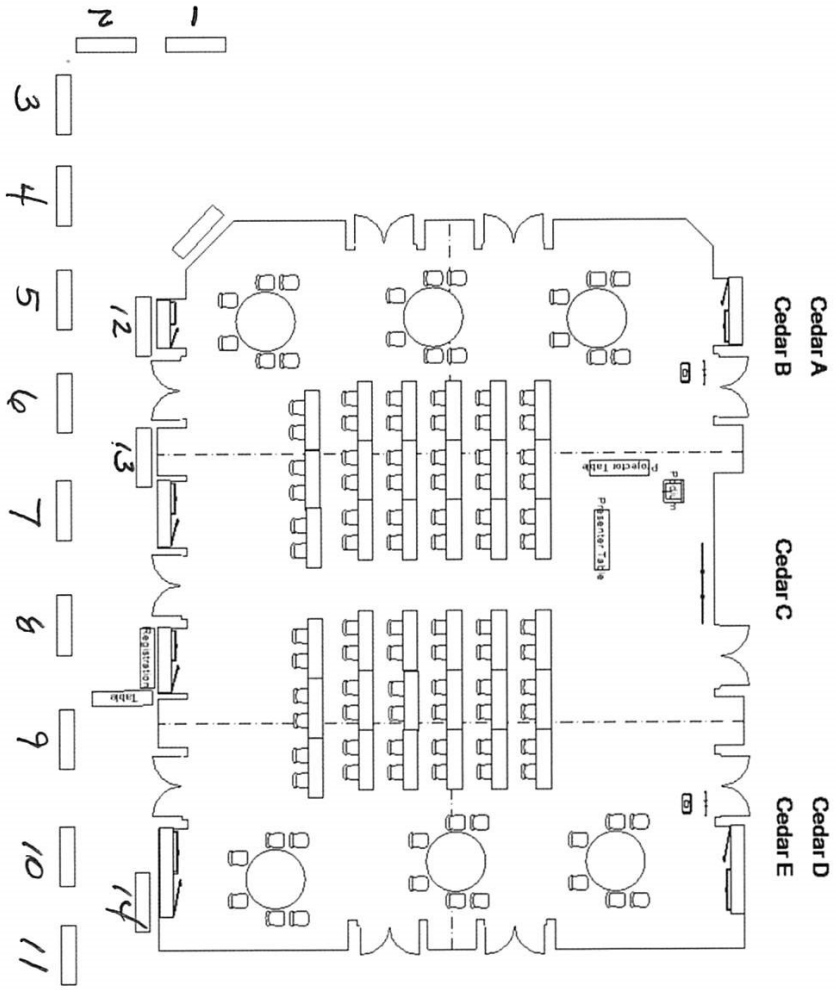 1
2
3
4
5
6
7
8
9
10
11
12
13
14
Cedar A
Cedar B
Cedar C
Cedar D
Cedar E
Projector Table
Podium
Presenter Table
Registration
Table